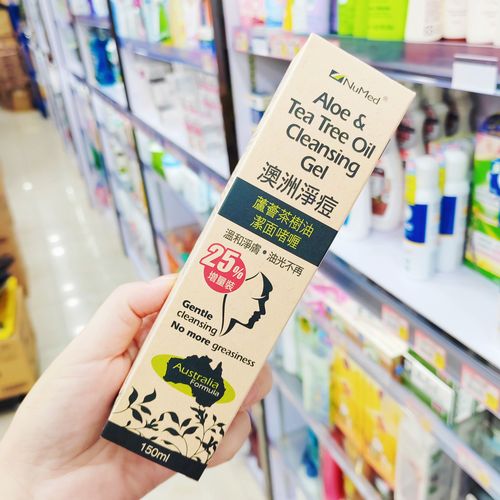 NuMed®
Aloe &
Tea Tree Oil
Cleansing
Gel
澳洲淨痘
蘆薈茶樹油
潔面啫喱
溫和淨膚·油光不再
25%
增量裝
Gentle
cleansing
No more greasiness
Australia
Formula
150ml